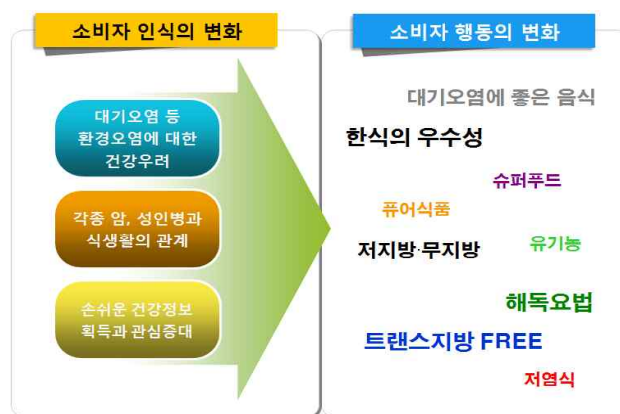 소비자 인식의 변화
대기오염 등
환경오염에 대한
건강우려
각종 암, 성인병과
식생활의 관계
손쉬운 건강정보
획득과 관심증대
소비자 행동의 변화
대기오염에 좋은 음식
한식의 우수성
슈퍼푸드
퓨어식품
저지방·무지방
유기농
해독요법
트랜스지방 FREE
저염식